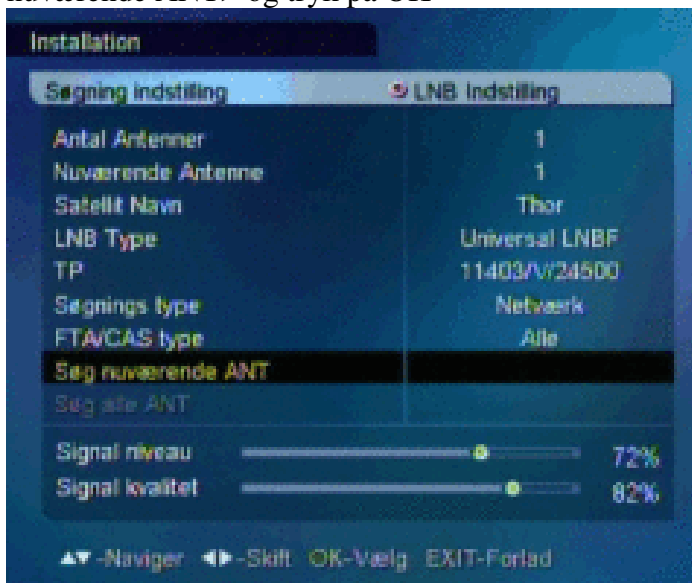 Installation
Søgning indstilling LNB Indstilling
Antal Antenner 1
Nuværende Antenne 1
Satellit Navn Thor
LNB Type Universal LNBF
TP 11403/V/24500
Søgnings type Netværk
FTA/CAS type Alle
Søg nuværende ANT
Søg alle ANT
Signal niveau 72%
Signal kvalitet 82%
-Naviger -Skift OK-Vælg EXIT-Forlad